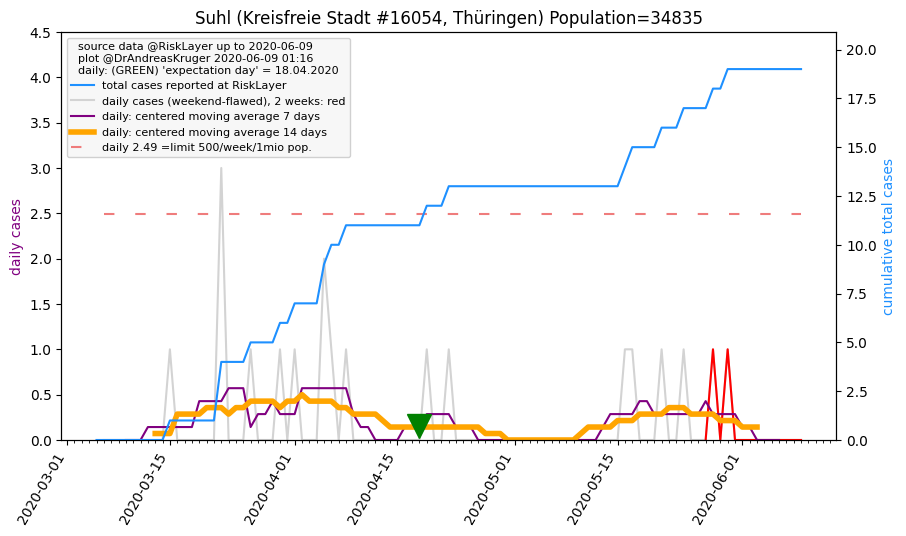 Suhl (Kreisfreie Stadt #16054, Thüringen) Population=34835
source data @RiskLayer up to 2020-06-09
plot @DrAndreasKruger 2020-06-09 01:16
daily: (GREEN) 'expectation day' = 18.04.2020
total cases reported at RiskLayer
daily cases (weekend-flawed), 2 weeks: red
daily: centered moving average 7 days
daily: centered moving average 14 days
daily 2.49 =limit 500/week/1mio pop.
daily cases
4.5
4.0
3.5
3.0
2.5
2.0
1.5
1.0
0.5
0.0
20.0
17.5
15.0
12.5
10.0
7.5
5.0
2.5
0.0
cumulative total cases
2020-03-01
2020-03-15
2020-04-01
2020-04-15
2020-05-01
2020-05-15
2020-06-01